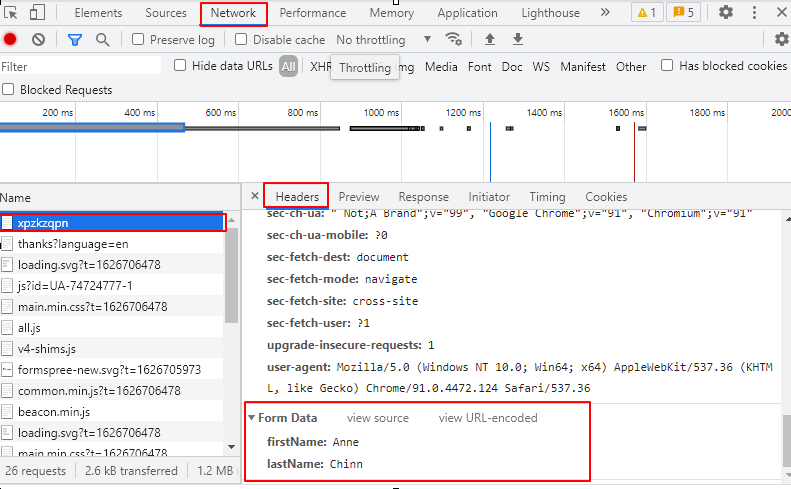 Elements Sources Network Performance Memory Application Lighthouse » 1 5
Preserve log Disable cache No throttling
Filter Hide data URLs All XHR Throttling Media Font Doc WS Manifest Other Has blocked cookies
Blocked Requests
200 ms 400 ms 600 ms 800 ms 1000 ms 1200 ms 1400 ms 1600 ms 1800 ms 2000
Name
xpzkzqpn
thanks?language=en
loading.svg?t=1626706478
js?id=UA-74724777-1
main.min.css?t=1626706478
all.js
v4-shims.js
formspree-new.svg?t=1626705973
common.min.js?t=1626706478
beacon.min.js
loading.svg?t=1626706478
main.min.css?t=1626706478
26 requests 2.6 kB transferred 1.2 MB
× Headers Preview Response Initiator Timing Cookies
sec-ch-ua: " Not;A Brand";v="99", "Google Chrome";v="91", "Chromium";v="91"
sec-ch-ua-mobile: ?0
sec-fetch-dest: document
sec-fetch-mode: navigate
sec-fetch-site: cross-site
sec-fetch-user: ?1
upgrade-insecure-requests: 1
user-agent: Mozilla/5.0 (Windows NT 10.0; Win64; x64) AppleWebKit/537.36 (KHTM
L, like Gecko) Chrome/91.0.4472.124 Safari/537.36
Form Data view source view URL-encoded
firstName: Anne
lastName: Chinn